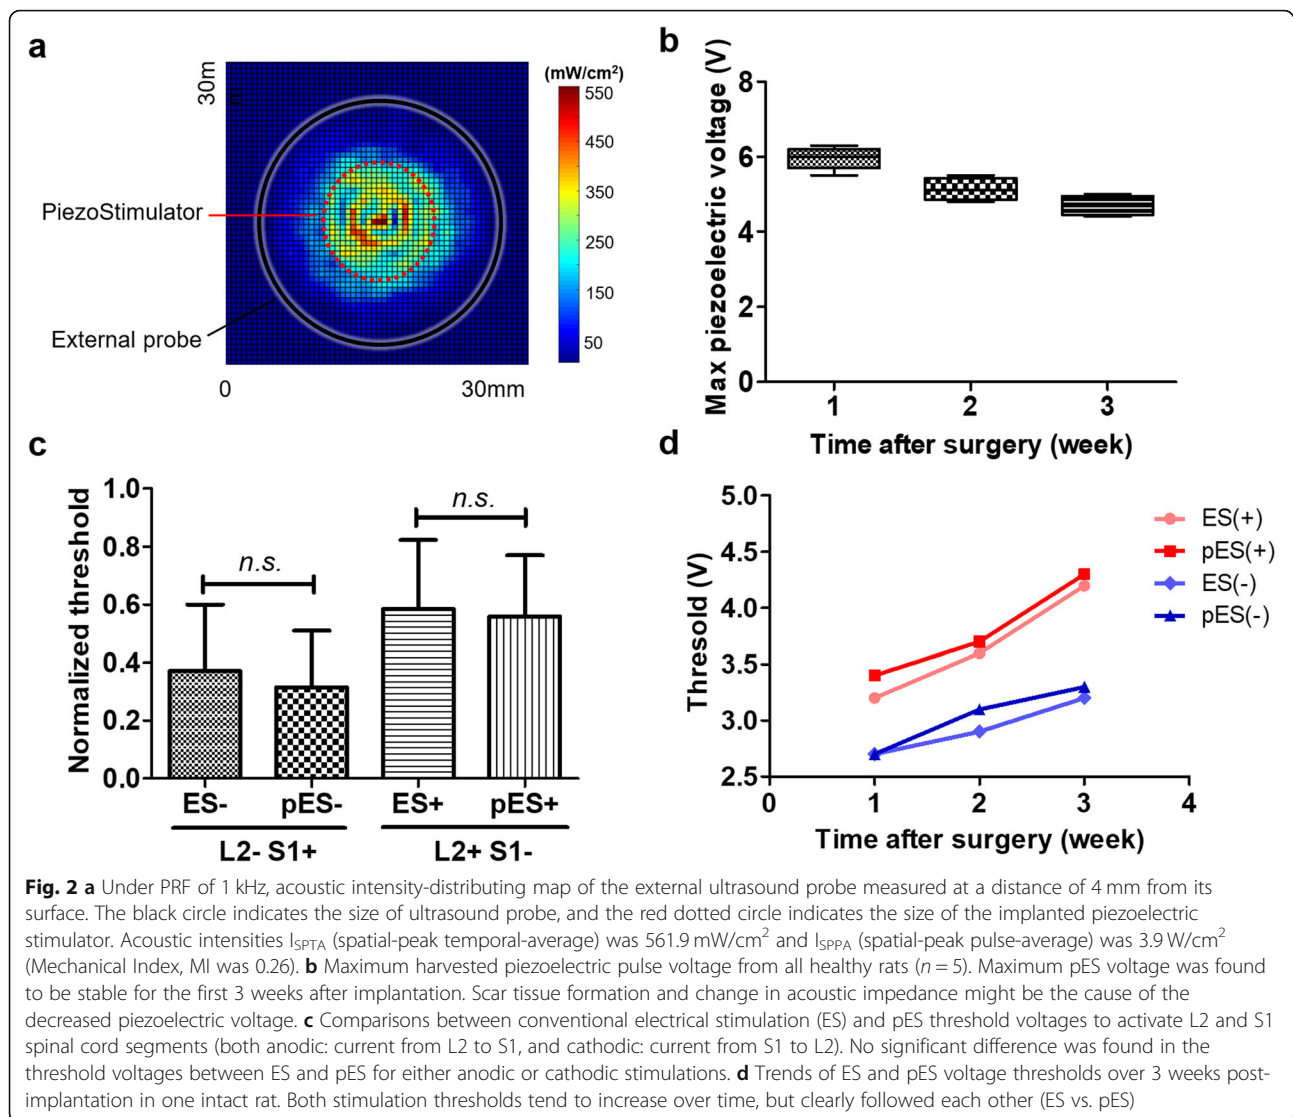 a
(mW/cm²)
30m
550
450
350
250
150
50
PiezoStimulator
External probe
0
30mm
b
Max piezoelectric voltage (V)
8
6
4
2
0
1
2
3
Time after surgery (week)
c
Normalized threshold
1.0
0.8
0.6
0.4
0.2
0.0
n.s.
n.s.
ES-
pES-
ES+
pES+
L2- S1+
L2+ S1-
d
Thresold (V)
5.0
4.5
4.0
3.5
3.0
2.5
0
1
2
3
4
Time after surgery (week)
ES(+)
pES(+)
ES(-)
pES(-)
Fig. 2 a Under PRF of 1 kHz, acoustic intensity-distributing map of the external ultrasound probe measured at a distance of 4 mm from its
surface. The black circle indicates the size of ultrasound probe, and the red dotted circle indicates the size of the implanted piezoelectric
stimulator. Acoustic intensities I_SPTA (spatial-peak temporal-average) was 561.9 mW/cm² and I_SPPA (spatial-peak pulse-average) was 3.9 W/cm²
(Mechanical Index, MI was 0.26). b Maximum harvested piezoelectric pulse voltage from all healthy rats (n = 5). Maximum pES voltage was found
to be stable for the first 3 weeks after implantation. Scar tissue formation and change in acoustic impedance might be the cause of the
decreased piezoelectric voltage. c Comparisons between conventional electrical stimulation (ES) and pES threshold voltages to activate L2 and S1
spinal cord segments (both anodic: current from L2 to S1, and cathodic: current from S1 to L2). No significant difference was found in the
threshold voltages between ES and pES for either anodic or cathodic stimulations. d Trends of ES and pES voltage thresholds over 3 weeks post-
implantation in one intact rat. Both stimulation thresholds tend to increase over time, but clearly followed each other (ES vs. pES)